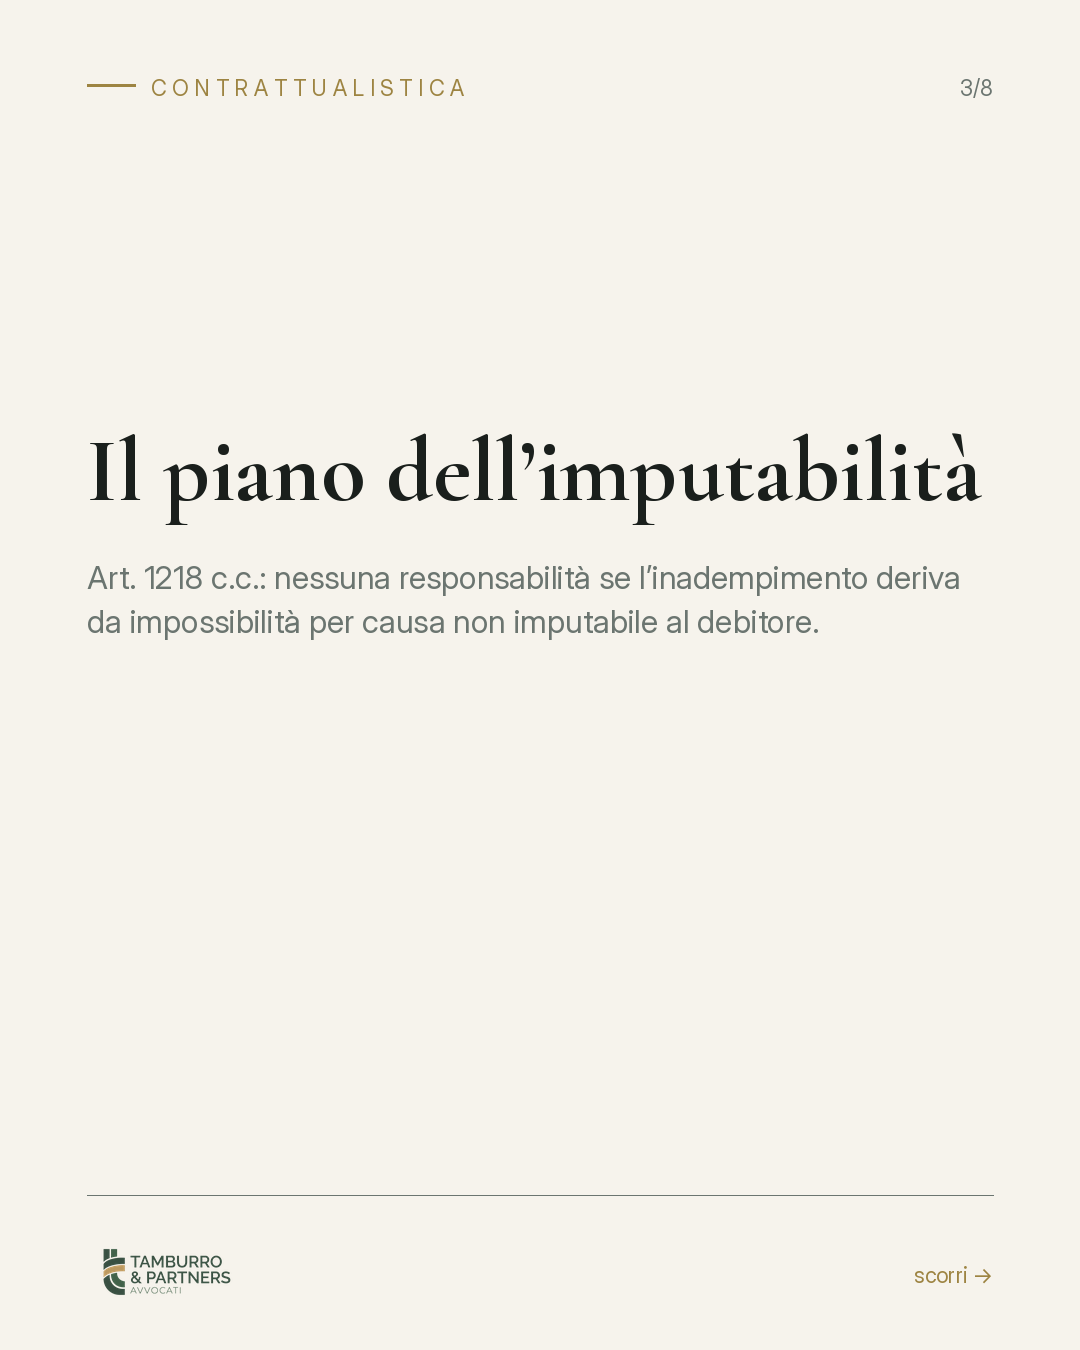 CONTRATTUALISTICA
3/8
Il piano dell’imputabilità
Art. 1218 c.c.: nessuna responsabilità se l’inadempimento deriva
da impossibilità per causa non imputabile al debitore.
TAMBURRO
& PARTNERS
AVVOCATI
scorri →